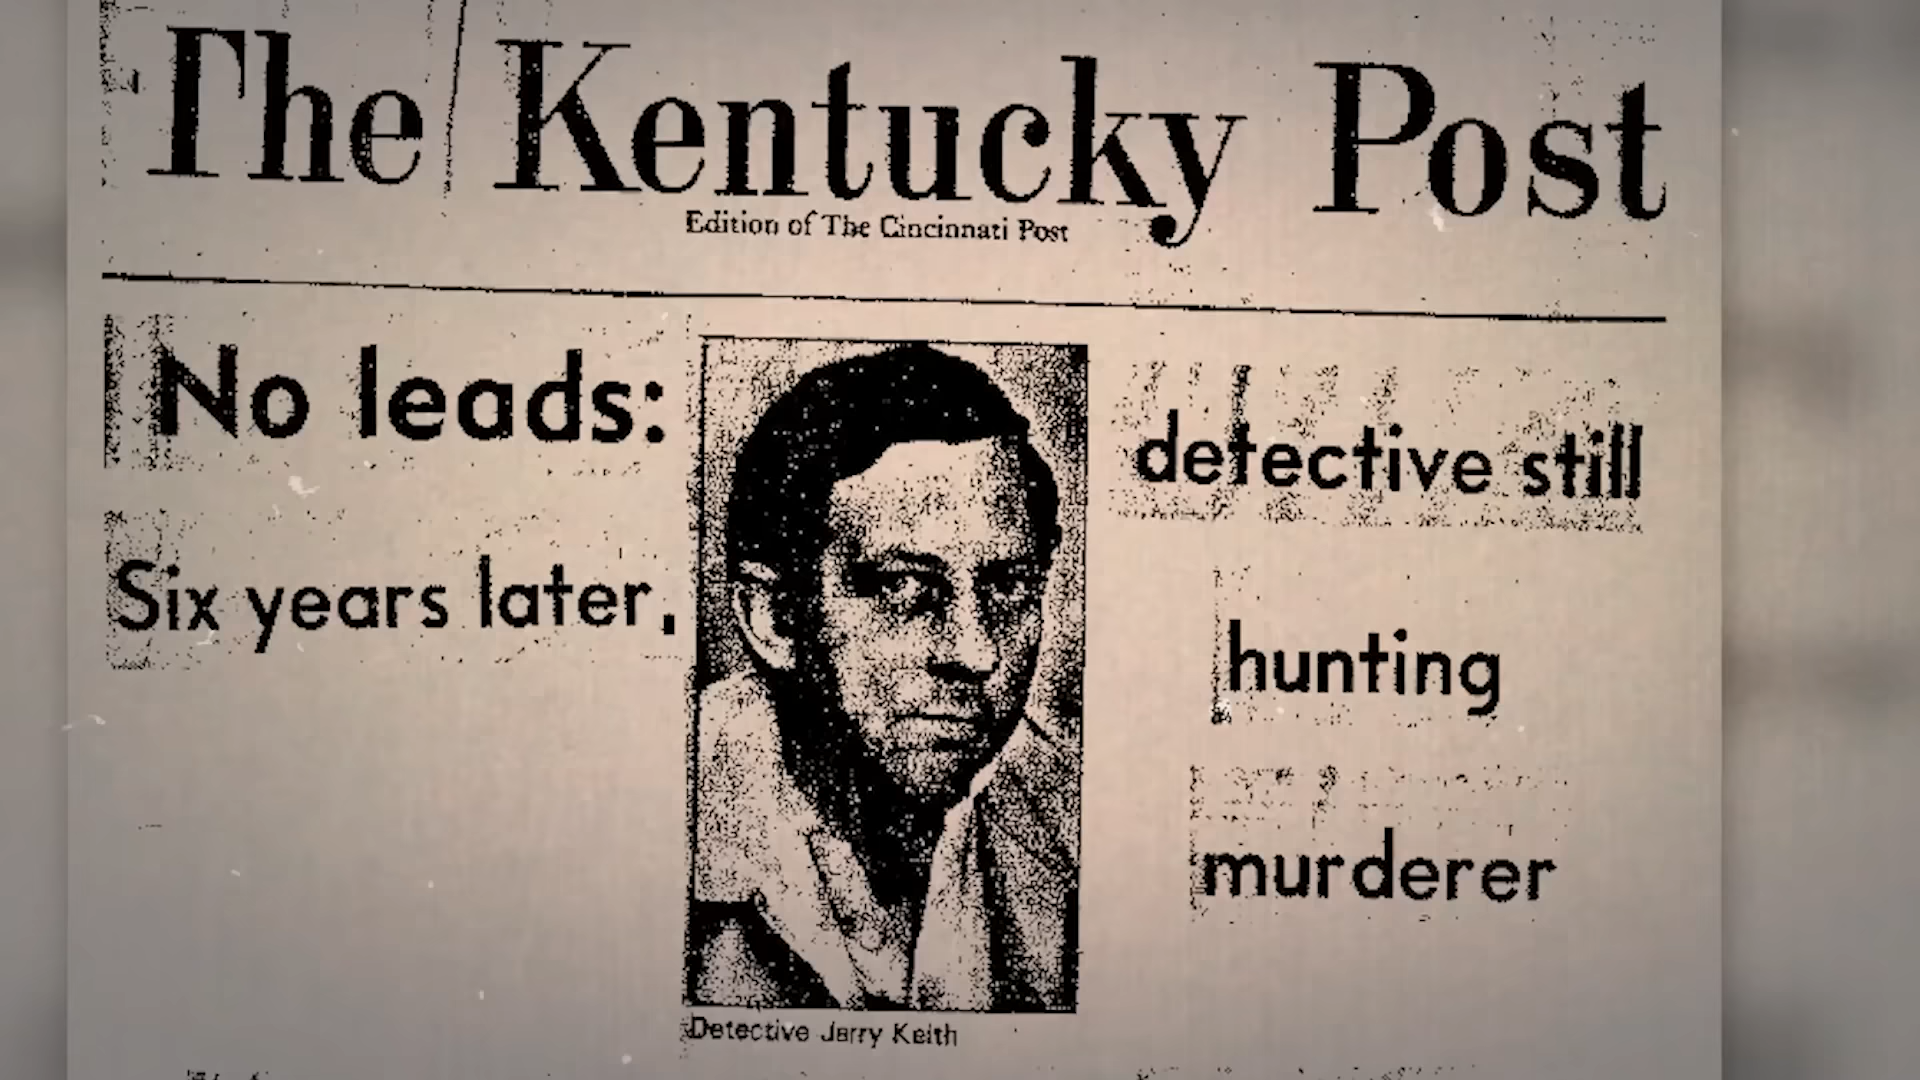 The Kentucky Post
Edition of The Cincinnati Post
No leads:
Six years later,
detective still
hunting
murderer
Detective Jerry Keith